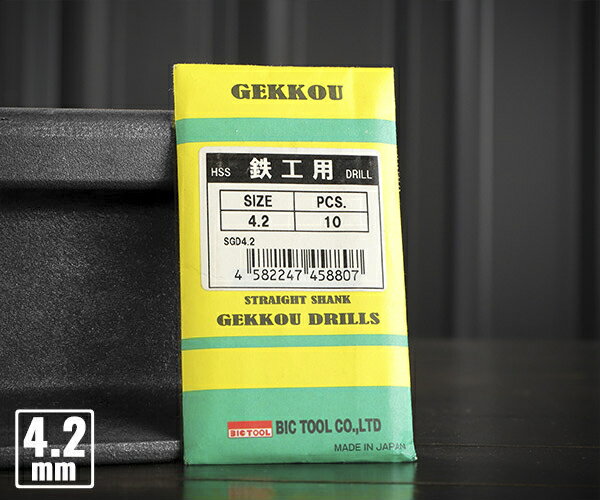 GEKKOU
HSS 鉄工用 DRILL
SIZE PCS.
4.2 10
SGD4.2
4 582247 458807
STRAIGHT SHANK
GEKKOU DRILLS
BIC TOOL BIC TOOL CO.,LTD
MADE IN JAPAN
4.2
mm